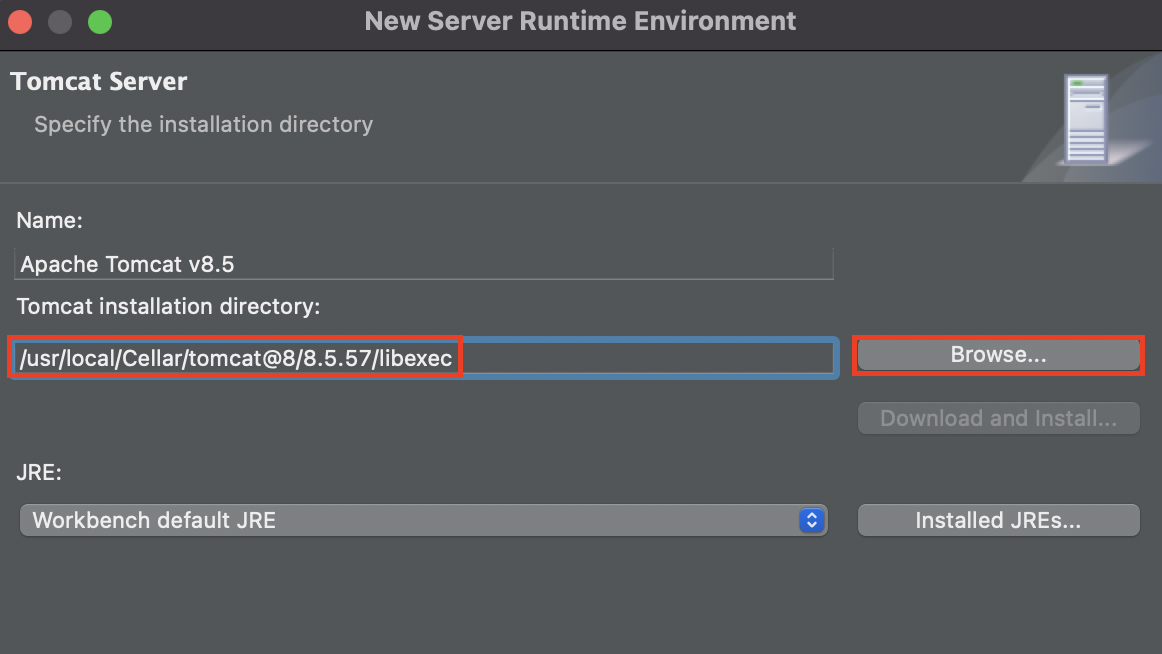 New Server Runtime Environment
Tomcat Server
Specify the installation directory
Name:
Apache Tomcat v8.5
Tomcat installation directory:
/usr/local/Cellar/tomcat@8/8.5.57/libexec
Browse...
Download and Install...
JRE:
Workbench default JRE
Installed JREs...